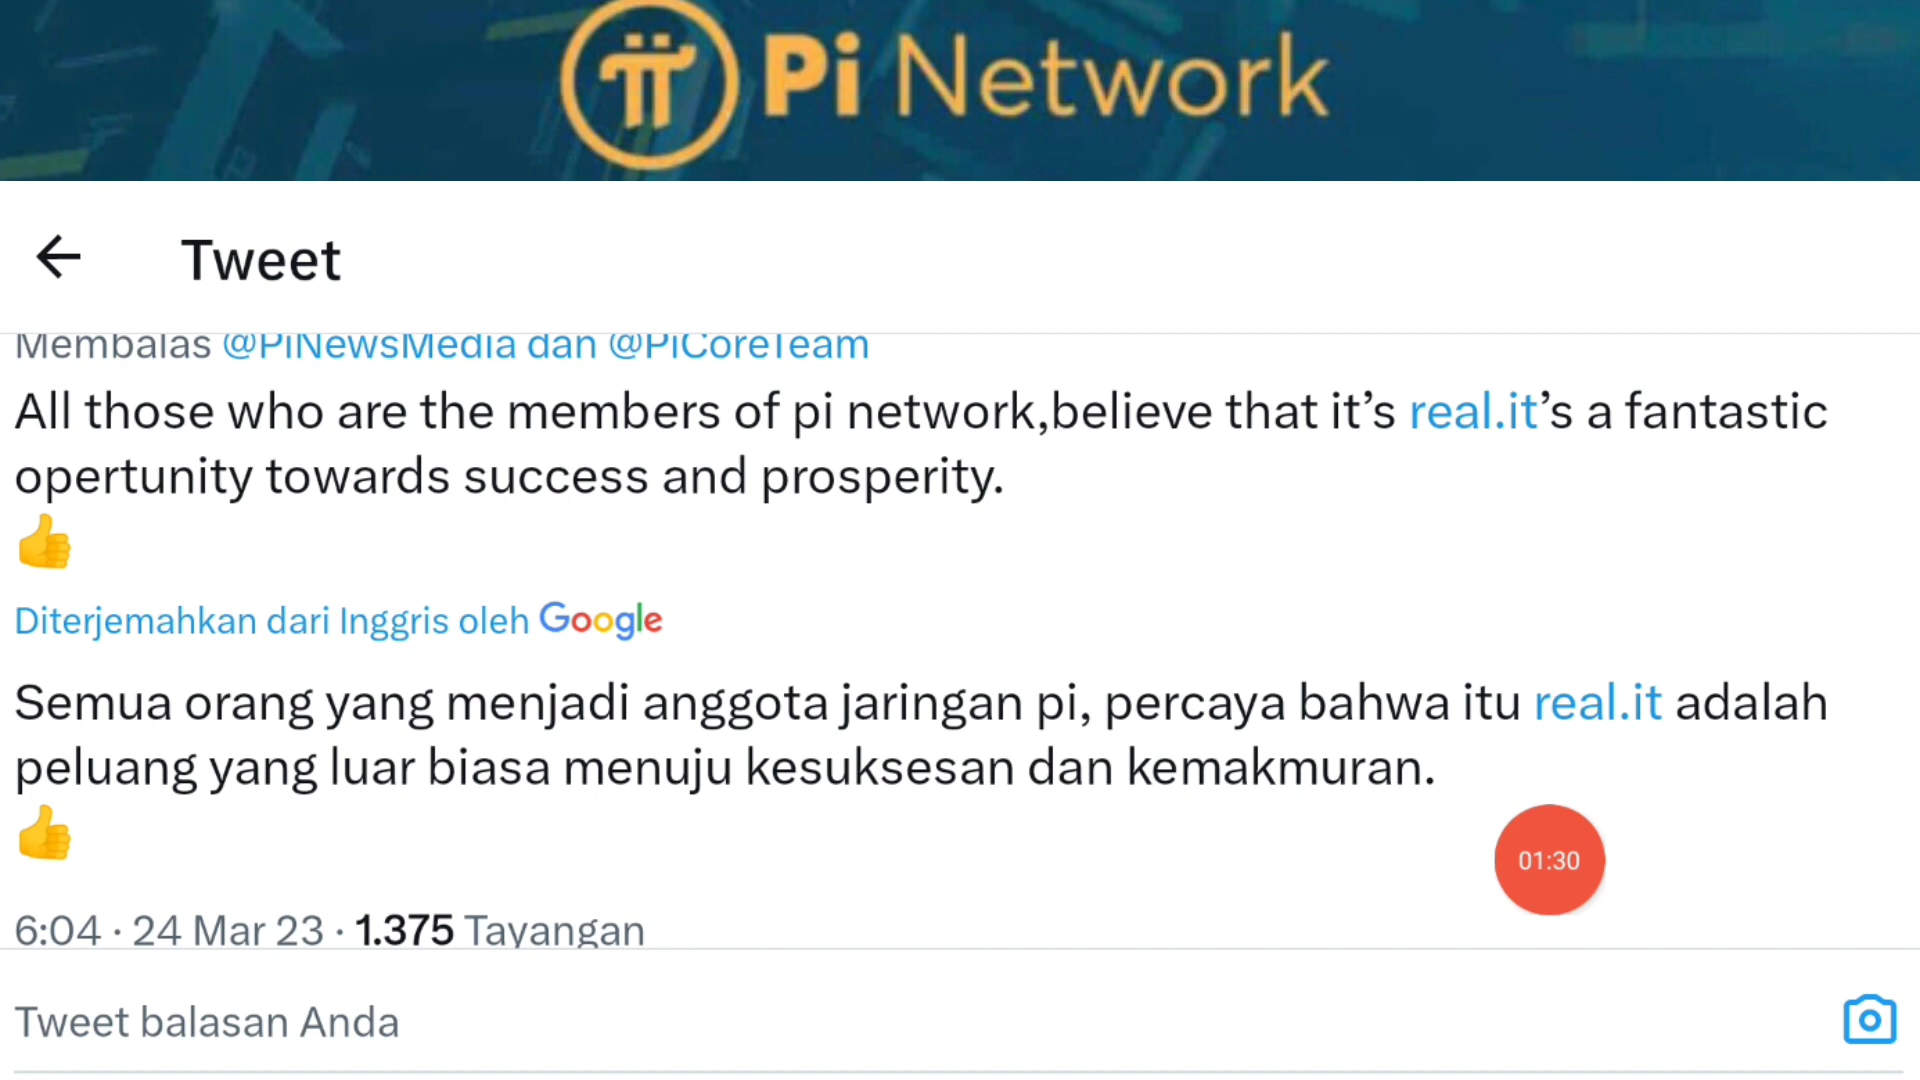 Pi Network
Tweet
Membalas @PiNewsMedia dan @PiCoreTeam
All those who are the members of pi network,believe that it’s real.it’s a fantastic
opertunity towards success and prosperity.
👍
Diterjemahkan dari Inggris oleh Google
Semua orang yang menjadi anggota jaringan pi, percaya bahwa itu real.it adalah
peluang yang luar biasa menuju kesuksesan dan kemakmuran.
👍
01:30
6:04 · 24 Mar 23 · 1.375 Tayangan
Tweet balasan Anda